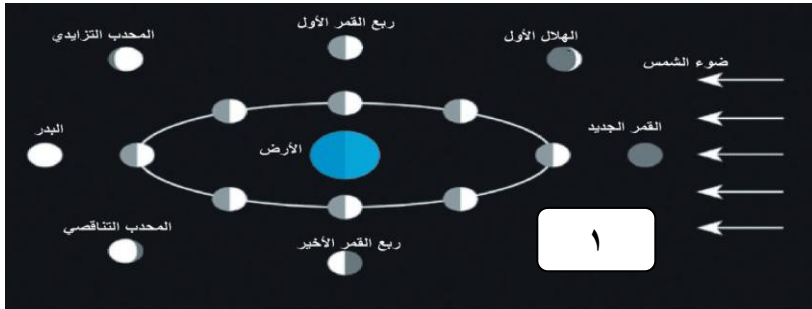 ربع القمر الأول
المحدب التزايدي
الهلال الأول
ضوء الشمس
البدر
الأرض
القمر الجديد
المحدب التناقصي
ربع القمر الأخير
١